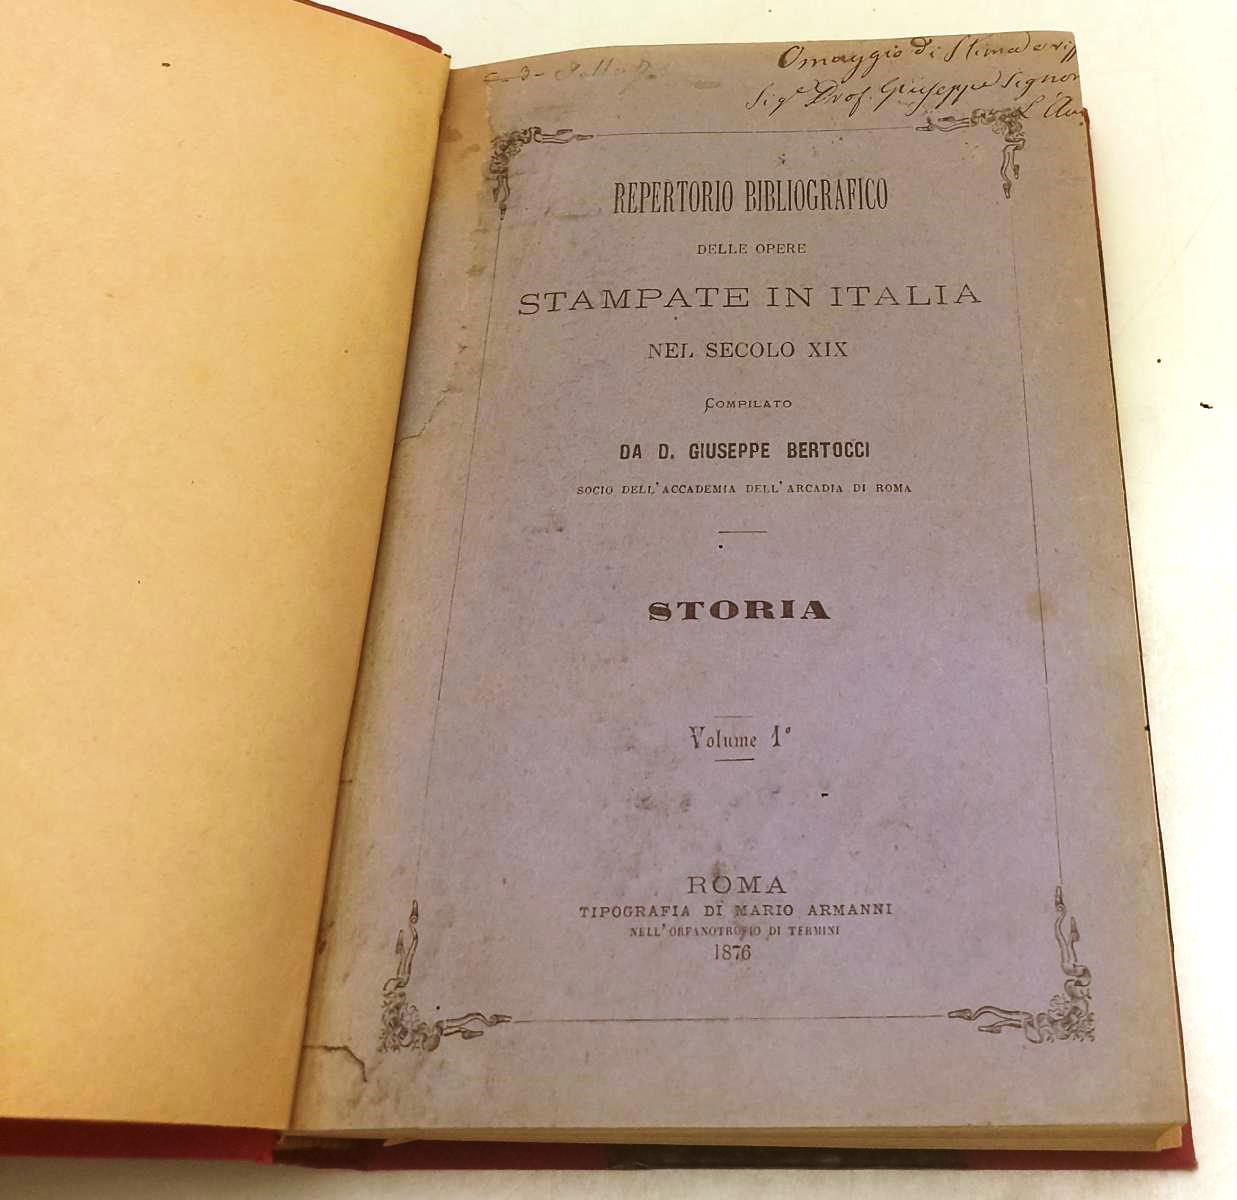 Omaggio di Stima e
Sig.e Prof. Giuseppe Signor
L'Au
REPERTORIO BIBLIOGRAFICO
DELLE OPERE
STAMPATE IN ITALIA
NEL SECOLO XIX
COMPILATO
DA D. GIUSEPPE BERTOCCI
SOCIO DELL'ACCADEMIA DELL'ARCADIA DI ROMA
STORIA
Volume 1°
ROMA
TIPOGRAFIA DI MARIO ARMANNI
NELL'ORFANOTROFIO DI TERMINI
1876